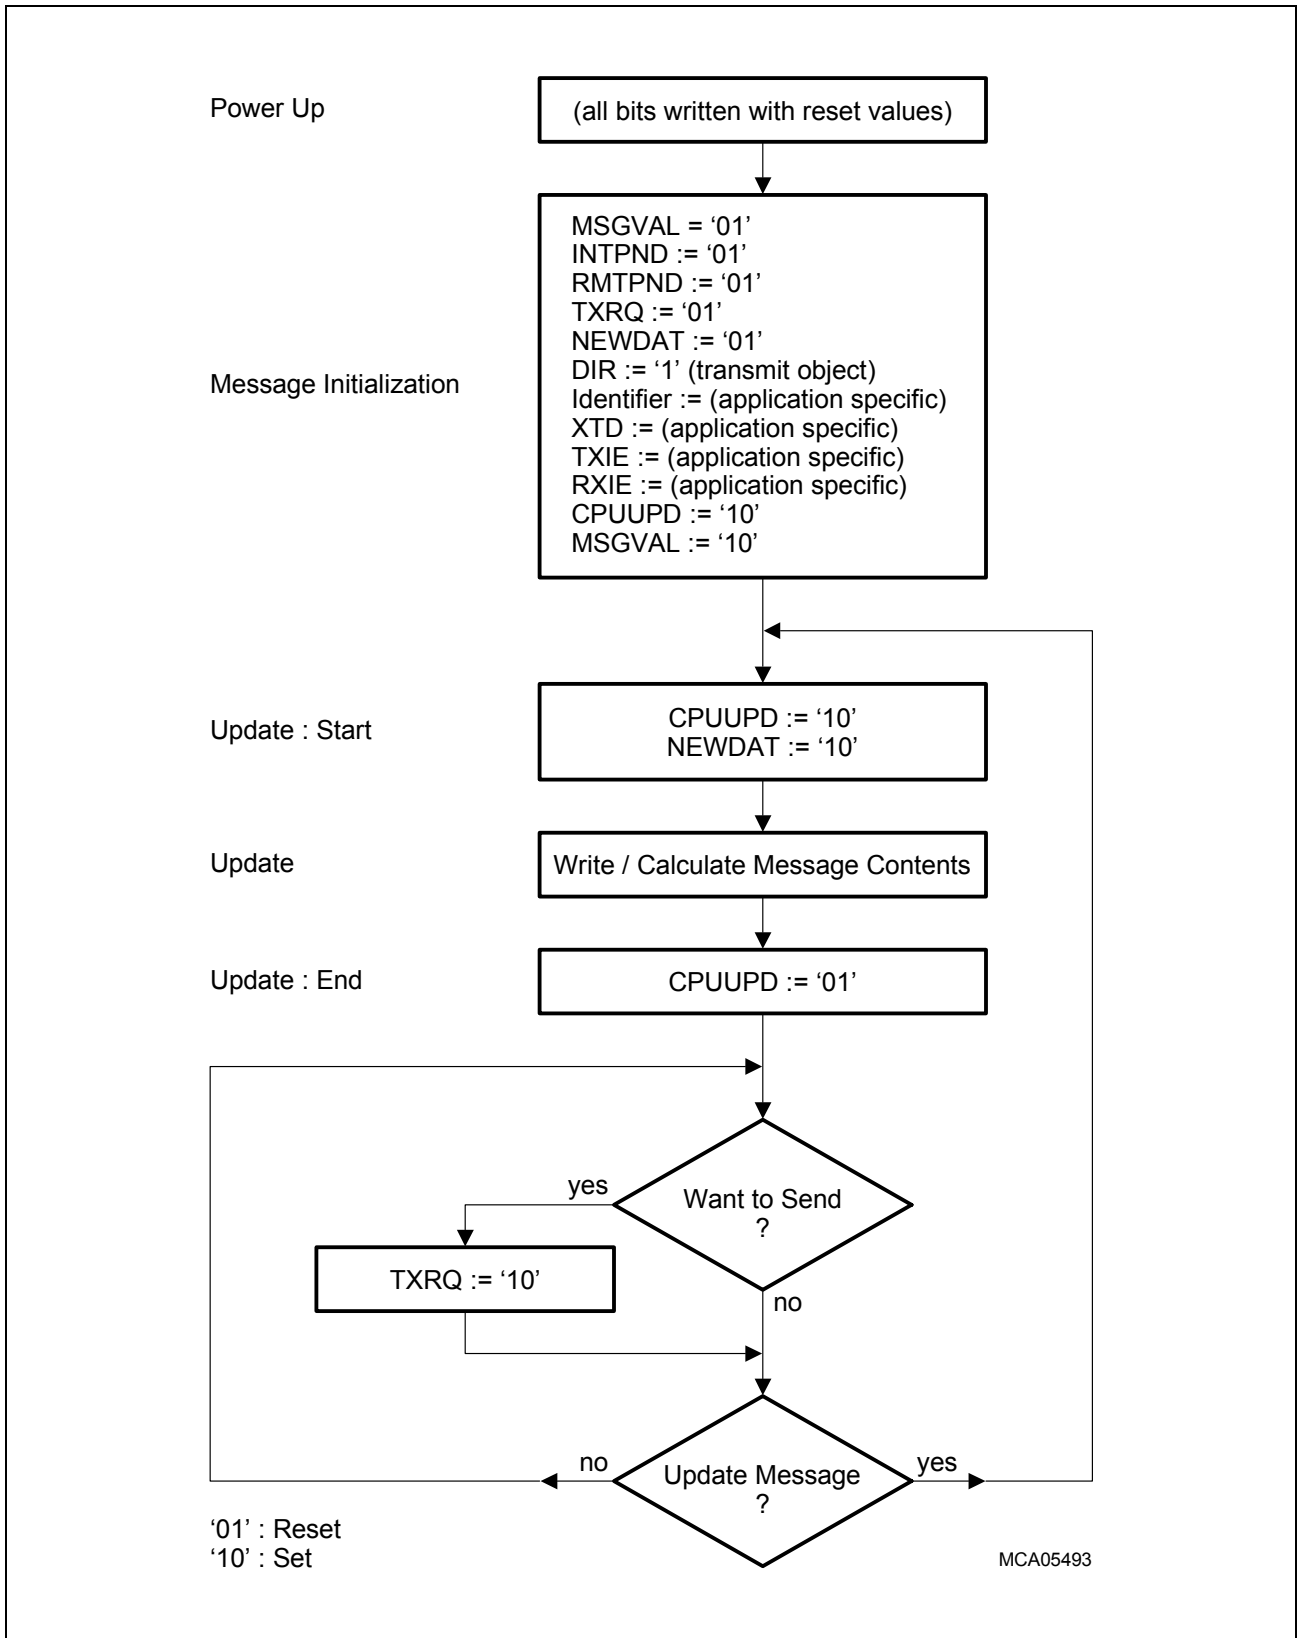 Power Up
(all bits written with reset values)
Message Initialization
MSGVAL = ‘01’
INTPND := ‘01’
RMTPND := ‘01’
TXRQ := ‘01’
NEWDAT := ‘01’
DIR := ‘1’ (transmit object)
Identifier := (application specific)
XTD := (application specific)
TXIE := (application specific)
RXIE := (application specific)
CPUUPD := ‘10’
MSGVAL := ‘10’
Update : Start
CPUUPD := ‘10’
NEWDAT := ‘10’
Update
Write / Calculate Message Contents
Update : End
CPUUPD := ‘01’
yes
Want to Send
?
TXRQ := ‘10’
no
no
Update Message
?
yes
‘01’ : Reset
‘10’ : Set
MCA05493